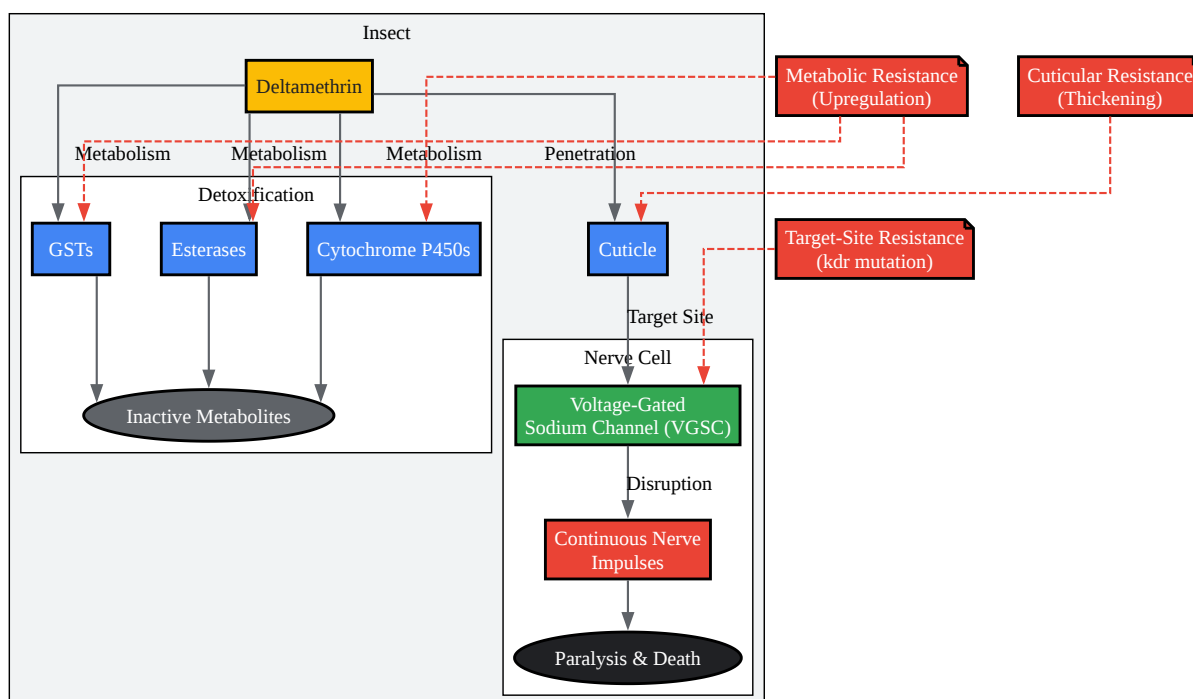 Insect
Deltamethrin
Metabolic Resistance
(Upregulation)
Cuticular Resistance
(Thickening)
Metabolism
Metabolism
Metabolism
Penetration
Detoxification
GSTs
Esterases
Cytochrome P450s
Cuticle
Target-Site Resistance
(kdr mutation)
Target Site
Nerve Cell
Inactive Metabolites
Voltage-Gated
Sodium Channel (VGSC)
Disruption
Continuous Nerve
Impulses
Paralysis & Death